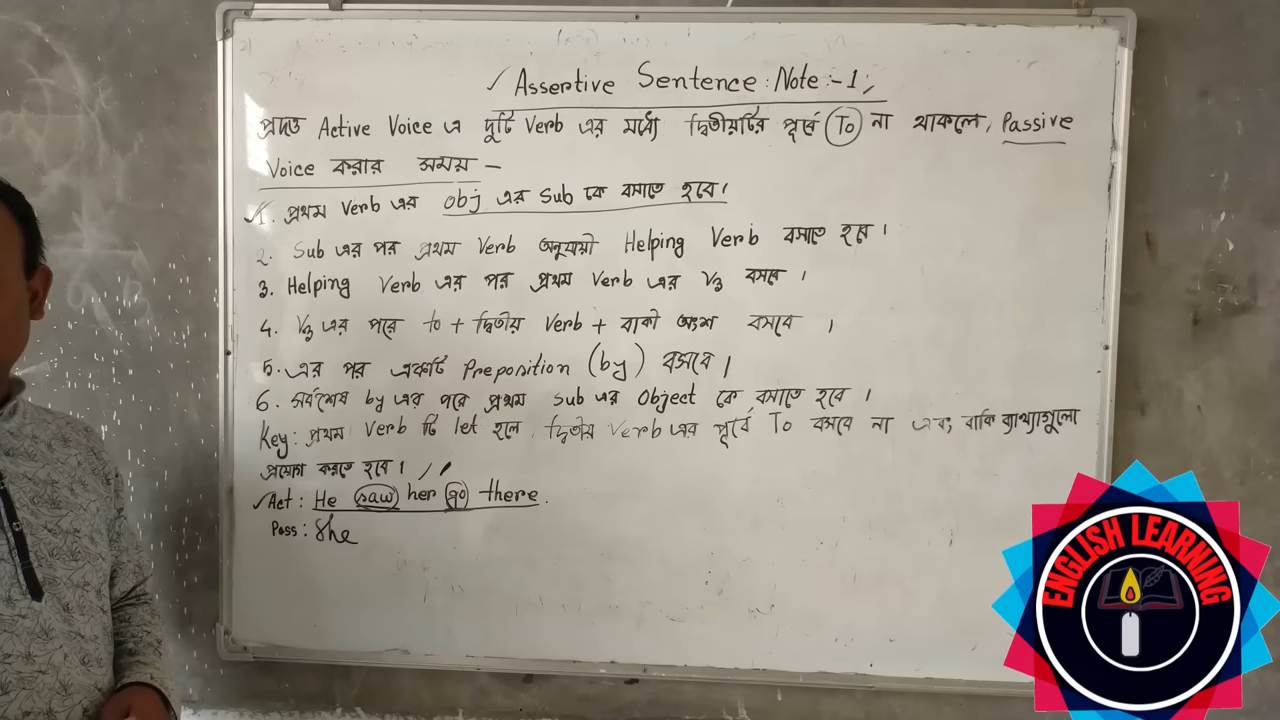 ✓ Assertive Sentence: Note:-1,
প্রদত্ত Active Voice এ দুটি Verb এর মধ্যে দ্বিতীয়টির পূর্বে (To) না থাকলে, Passive
Voice করার সময় -
1. প্রথম Verb এর obj এর Sub কে বসাতে হবে।
2. Sub এর পর প্রথম Verb অনুযায়ী Helping Verb বসাতে হবে।
3. Helping Verb এর পর প্রথম Verb এর V3 বসবে।
4. V3 এর পরে to + দ্বিতীয় Verb + বাকী অংশ বসবে।
5. এর পর একটি Preposition (by) বসবে।
6. সর্বশেষ by এর পরে প্রথম Sub এর Object কে বসাতে হবে।
Key: প্রথম Verb টি let হলে দ্বিতীয় Verb এর পূর্বে To বসবে না এবং বাকি ব্যাখ্যাগুলো
প্রয়োগ করতে হবে।
✓Act: He saw her go there.
Pass: She
ENGLISH LEARNING